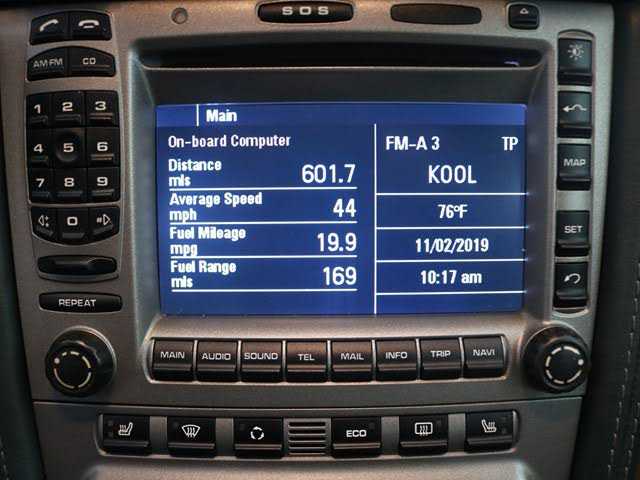 SOS
AM·FM CD
1 2 3
4 5 6
7 8 9
0
REPEAT
Main
On-board Computer
Distance
mls 601.7
Average Speed
mph 44
Fuel Mileage
mpg 19.9
Fuel Range
mls 169
FM-A 3 TP
KOOL
76°F
11/02/2019
10:17 am
MAP
SET
MAIN AUDIO SOUND TEL MAIL INFO TRIP NAVI
ECO